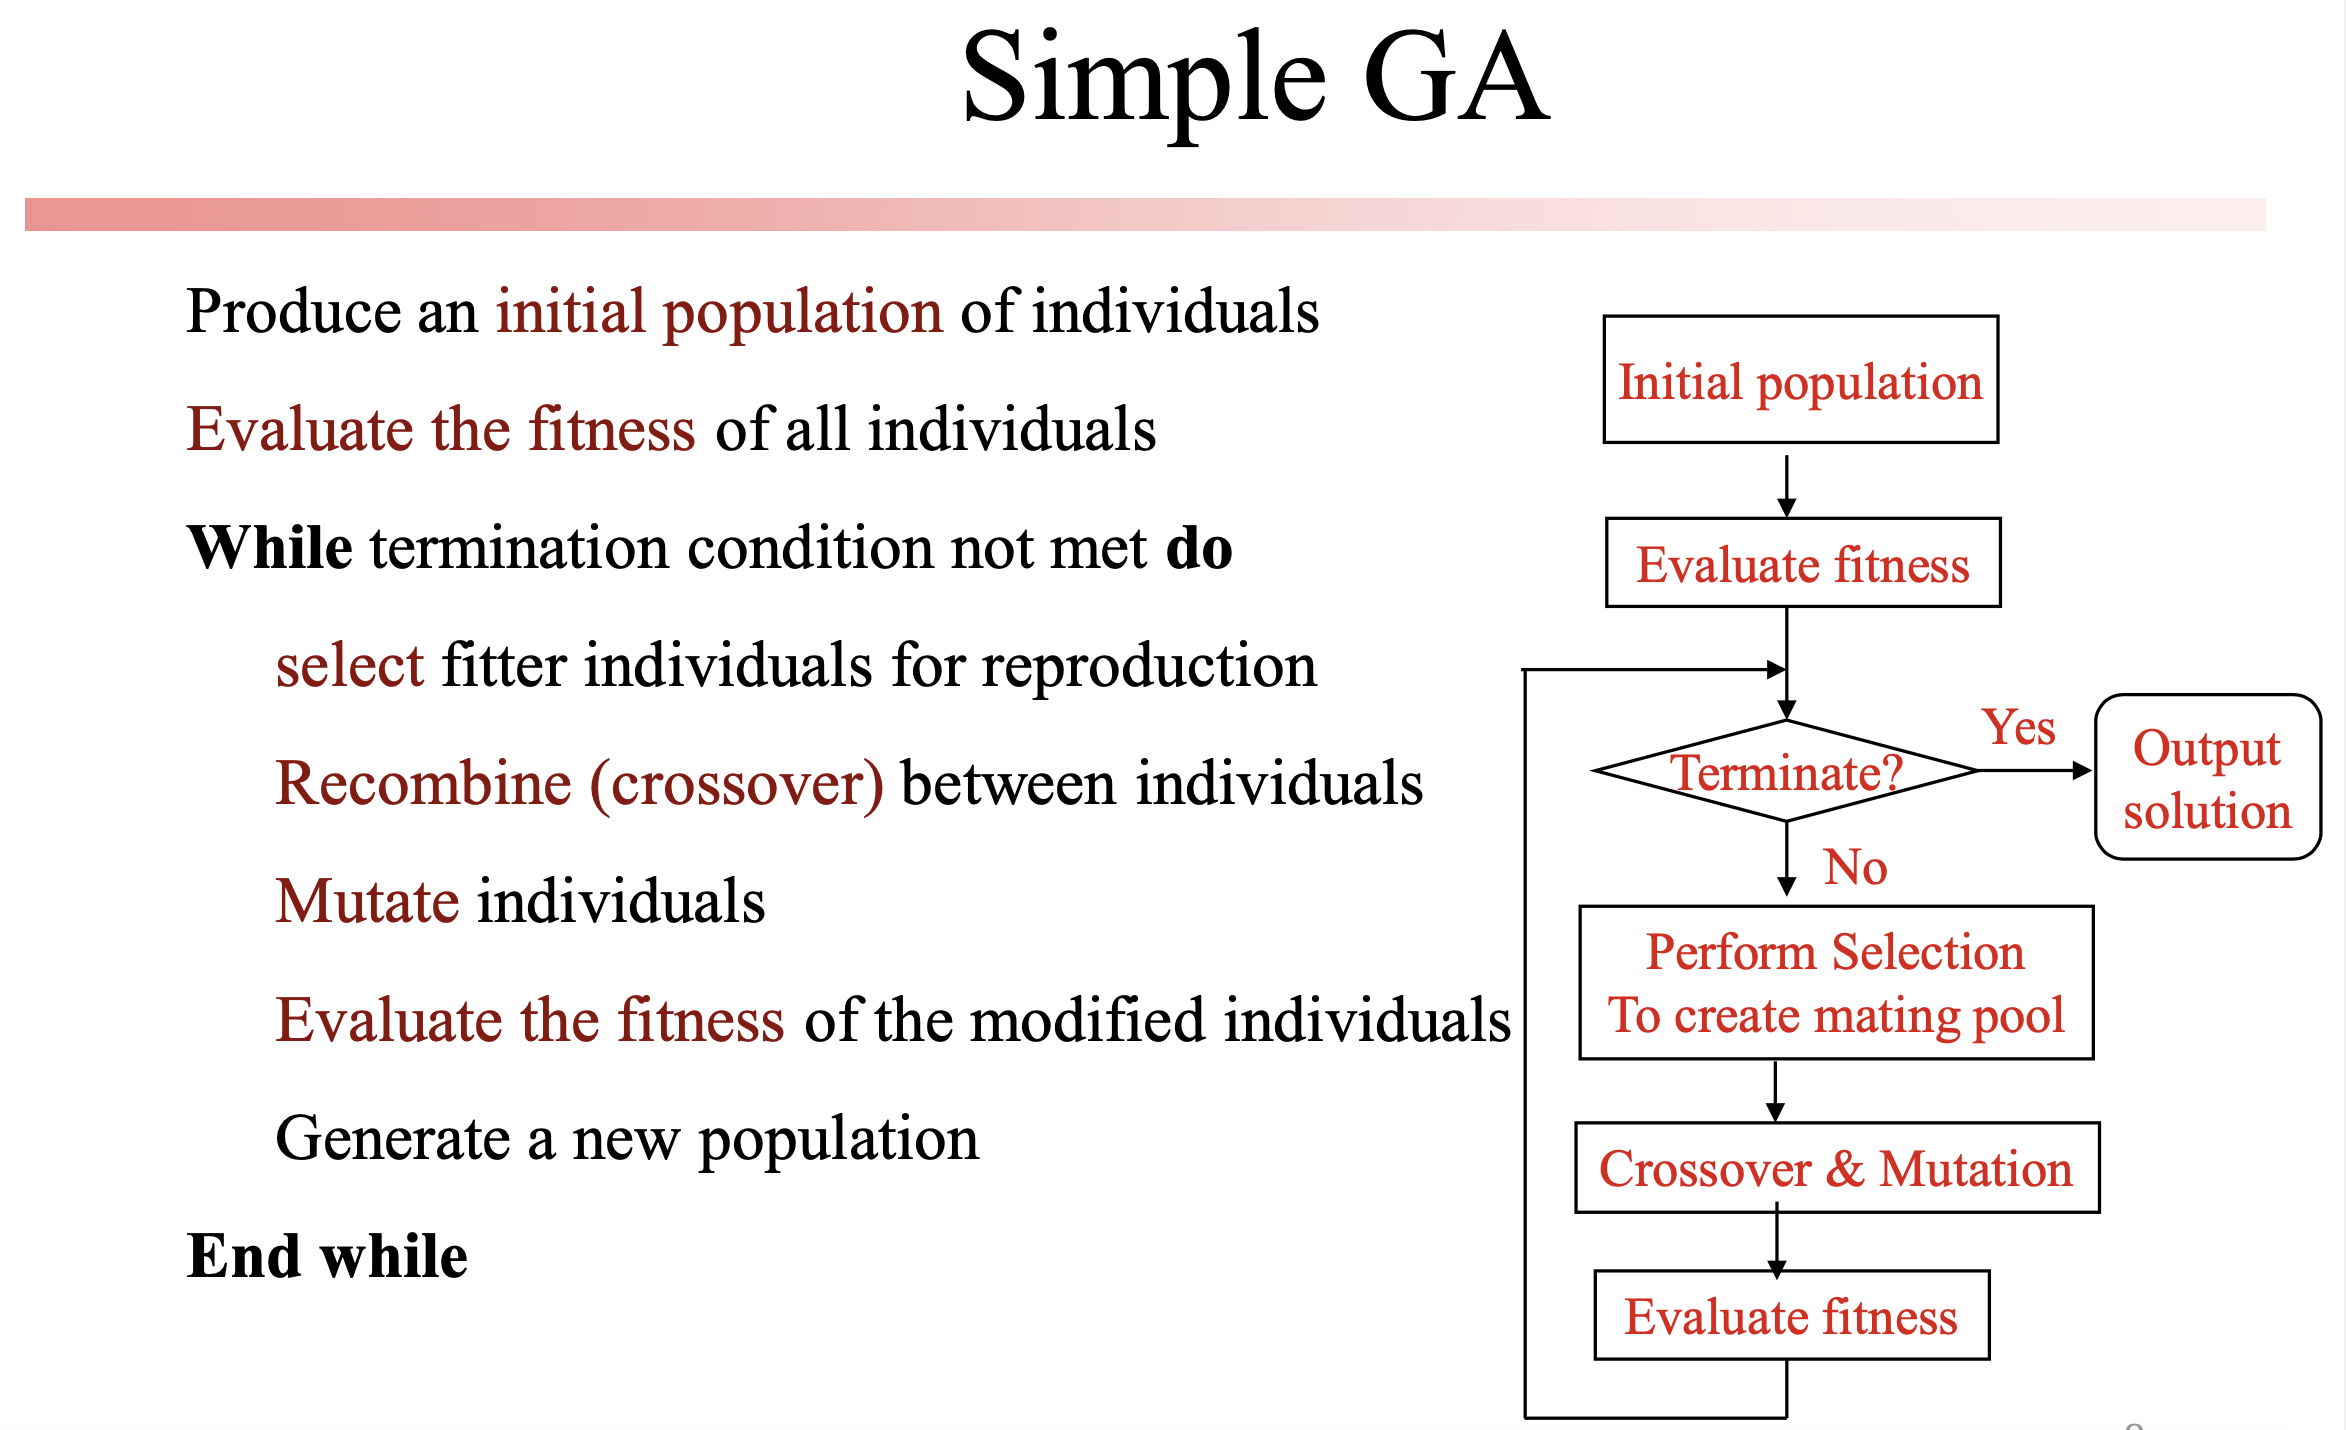 Simple GA
Produce an initial population of individuals
Evaluate the fitness of all individuals
While termination condition not met do
select fitter individuals for reproduction
Recombine (crossover) between individuals
Mutate individuals
Evaluate the fitness of the modified individuals
Generate a new population
End while
Initial population
Evaluate fitness
Terminate?
Yes
Output
solution
No
Perform Selection
To create mating pool
Crossover & Mutation
Evaluate fitness